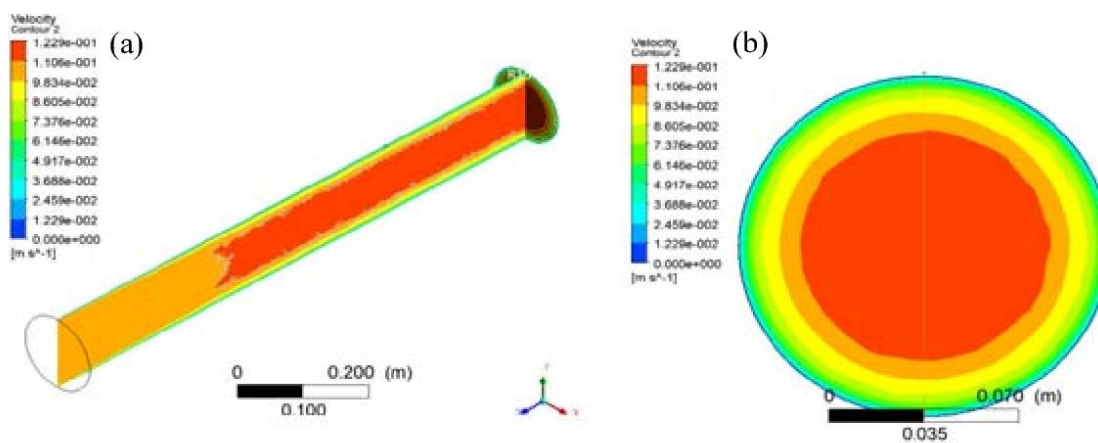 Velocity
Contour 2
(a)
1.229e-001
1.106e-001
9.834e-002
8.605e-002
7.376e-002
6.146e-002
4.917e-002
3.688e-002
2.459e-002
1.229e-002
0.000e+000
[m s^-1]
0 0.200 (m)
0.100
Velocity
Contour 2
(b)
1.229e-001
1.106e-001
9.834e-002
8.605e-002
7.376e-002
6.146e-002
4.917e-002
3.688e-002
2.459e-002
1.229e-002
0.000e+000
[m s^-1]
0 0.070 (m)
0.035